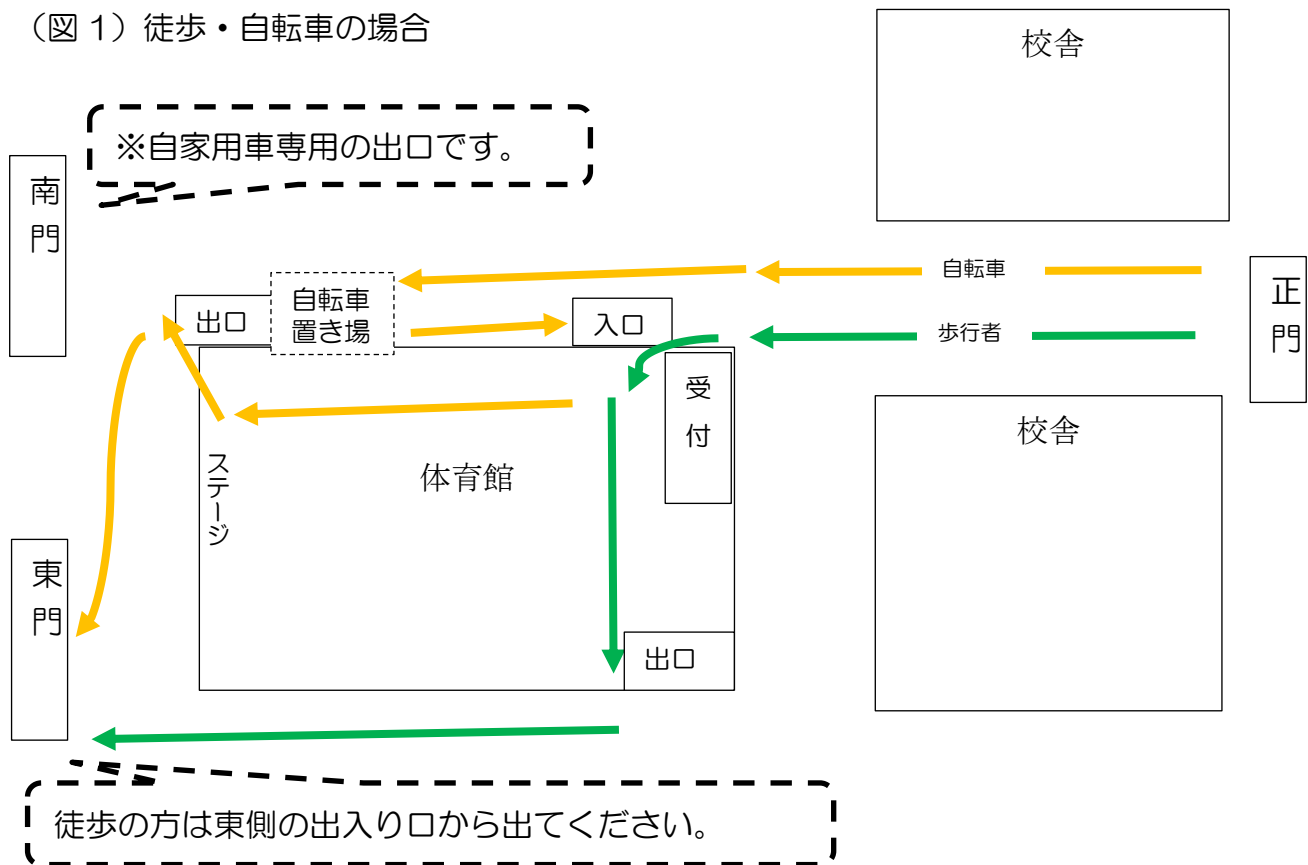 （図 1）徒歩・自転車の場合
校舎
※自家用車専用の出口です。
南門
自転車
正門
自転車
置き場
出口
入口
歩行者
受付
校舎
ステージ
体育館
東門
出口
徒歩の方は東側の出入り口から出てください。